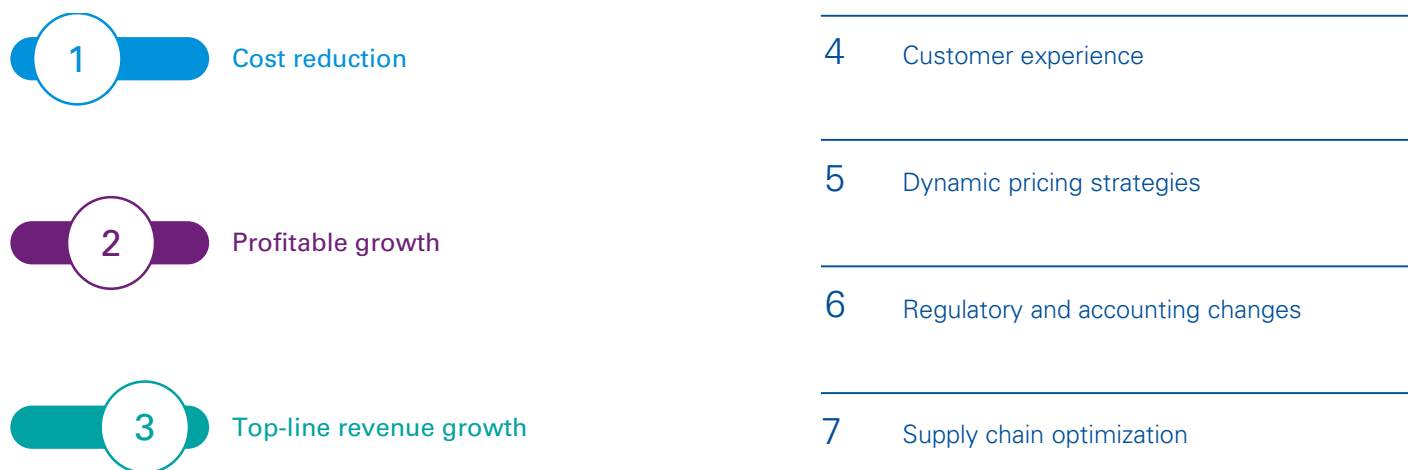 1 Cost reduction
2 Profitable growth
3 Top-line revenue growth
4 Customer experience
5 Dynamic pricing strategies
6 Regulatory and accounting changes
7 Supply chain optimization